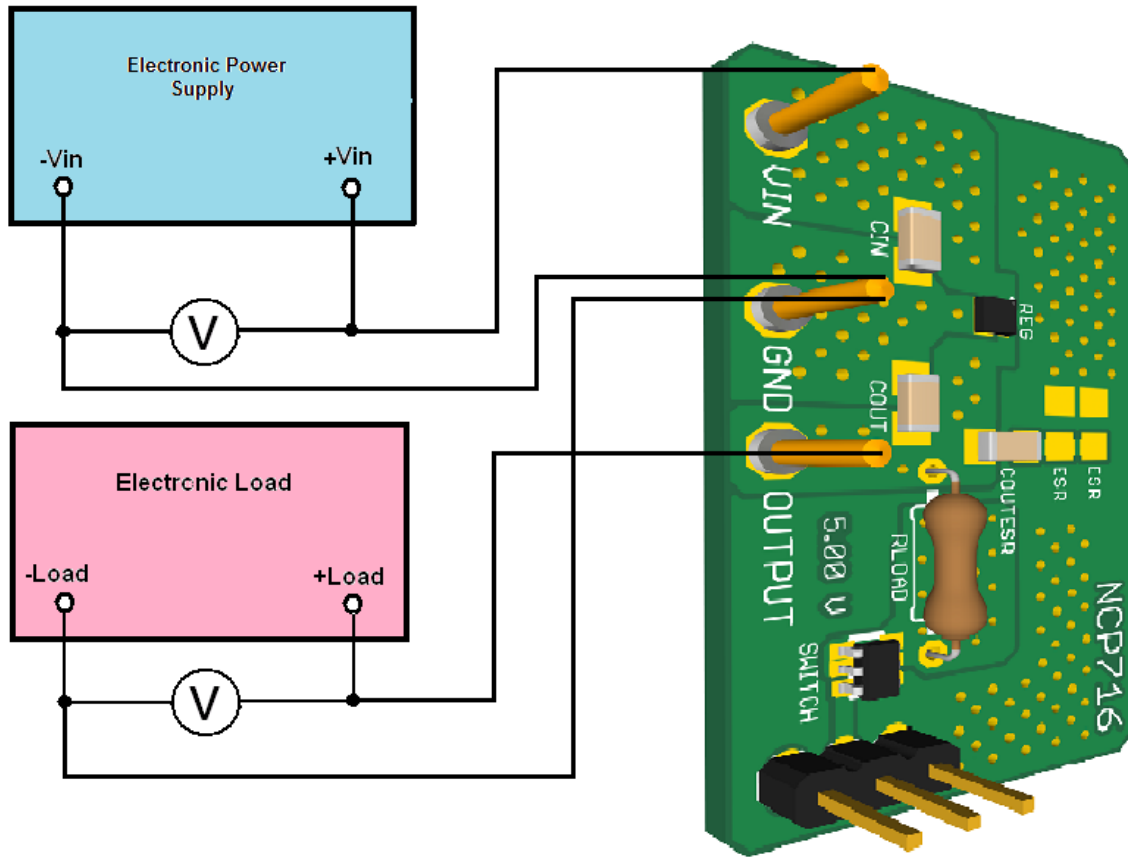 Electronic Power
Supply
-Vin
+Vin
V
Electronic Load
-Load
+Load
V
VIN
CIN
GND
REG
COUT
OUTPUT
COUTESR
ESR
ESR
5.00 V
RLOAD
SWITCH
NCP716